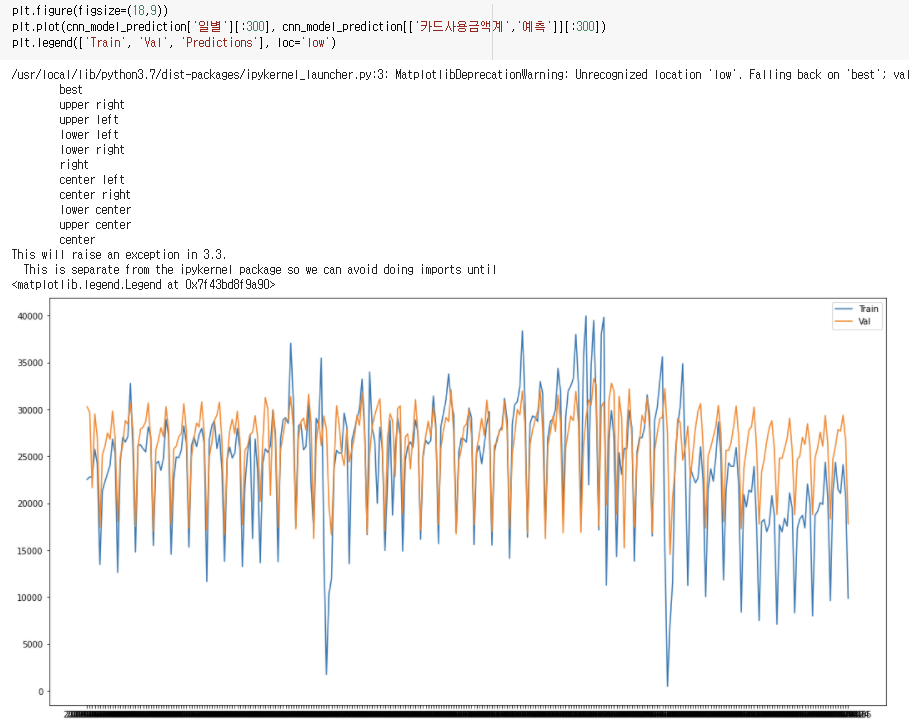 plt.figure(figsize=(18,9))
plt.plot(cnn_model_prediction['일별'][:300], cnn_model_prediction[['카드사용금액계','예측']][:300])
plt.legend(['Train', 'Val', 'Predictions'], loc='low')
/usr/local/lib/python3.7/dist-packages/ipykernel_launcher.py:3: MatplotlibDeprecationWarning: Unrecognized location 'low'. Falling back on 'best'; val
best
upper right
upper left
lower left
lower right
right
center left
center right
lower center
upper center
center
This will raise an exception in 3.3.
This is separate from the ipykernel package so we can avoid doing imports until
<matplotlib.legend.Legend at 0x7f43bd8f9a90>
Train
Val
40000
35000
30000
25000
20000
15000
10000
5000
0